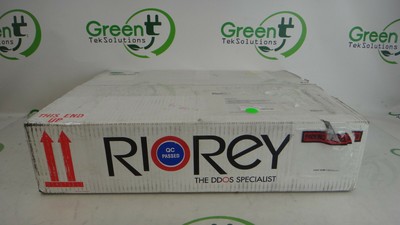 Green
TekSolutions
Green
TekSolutions
Green
TekSolutions
THIS END
UP
RIOREY
QC
PASSED
THE DDOS SPECIALIST